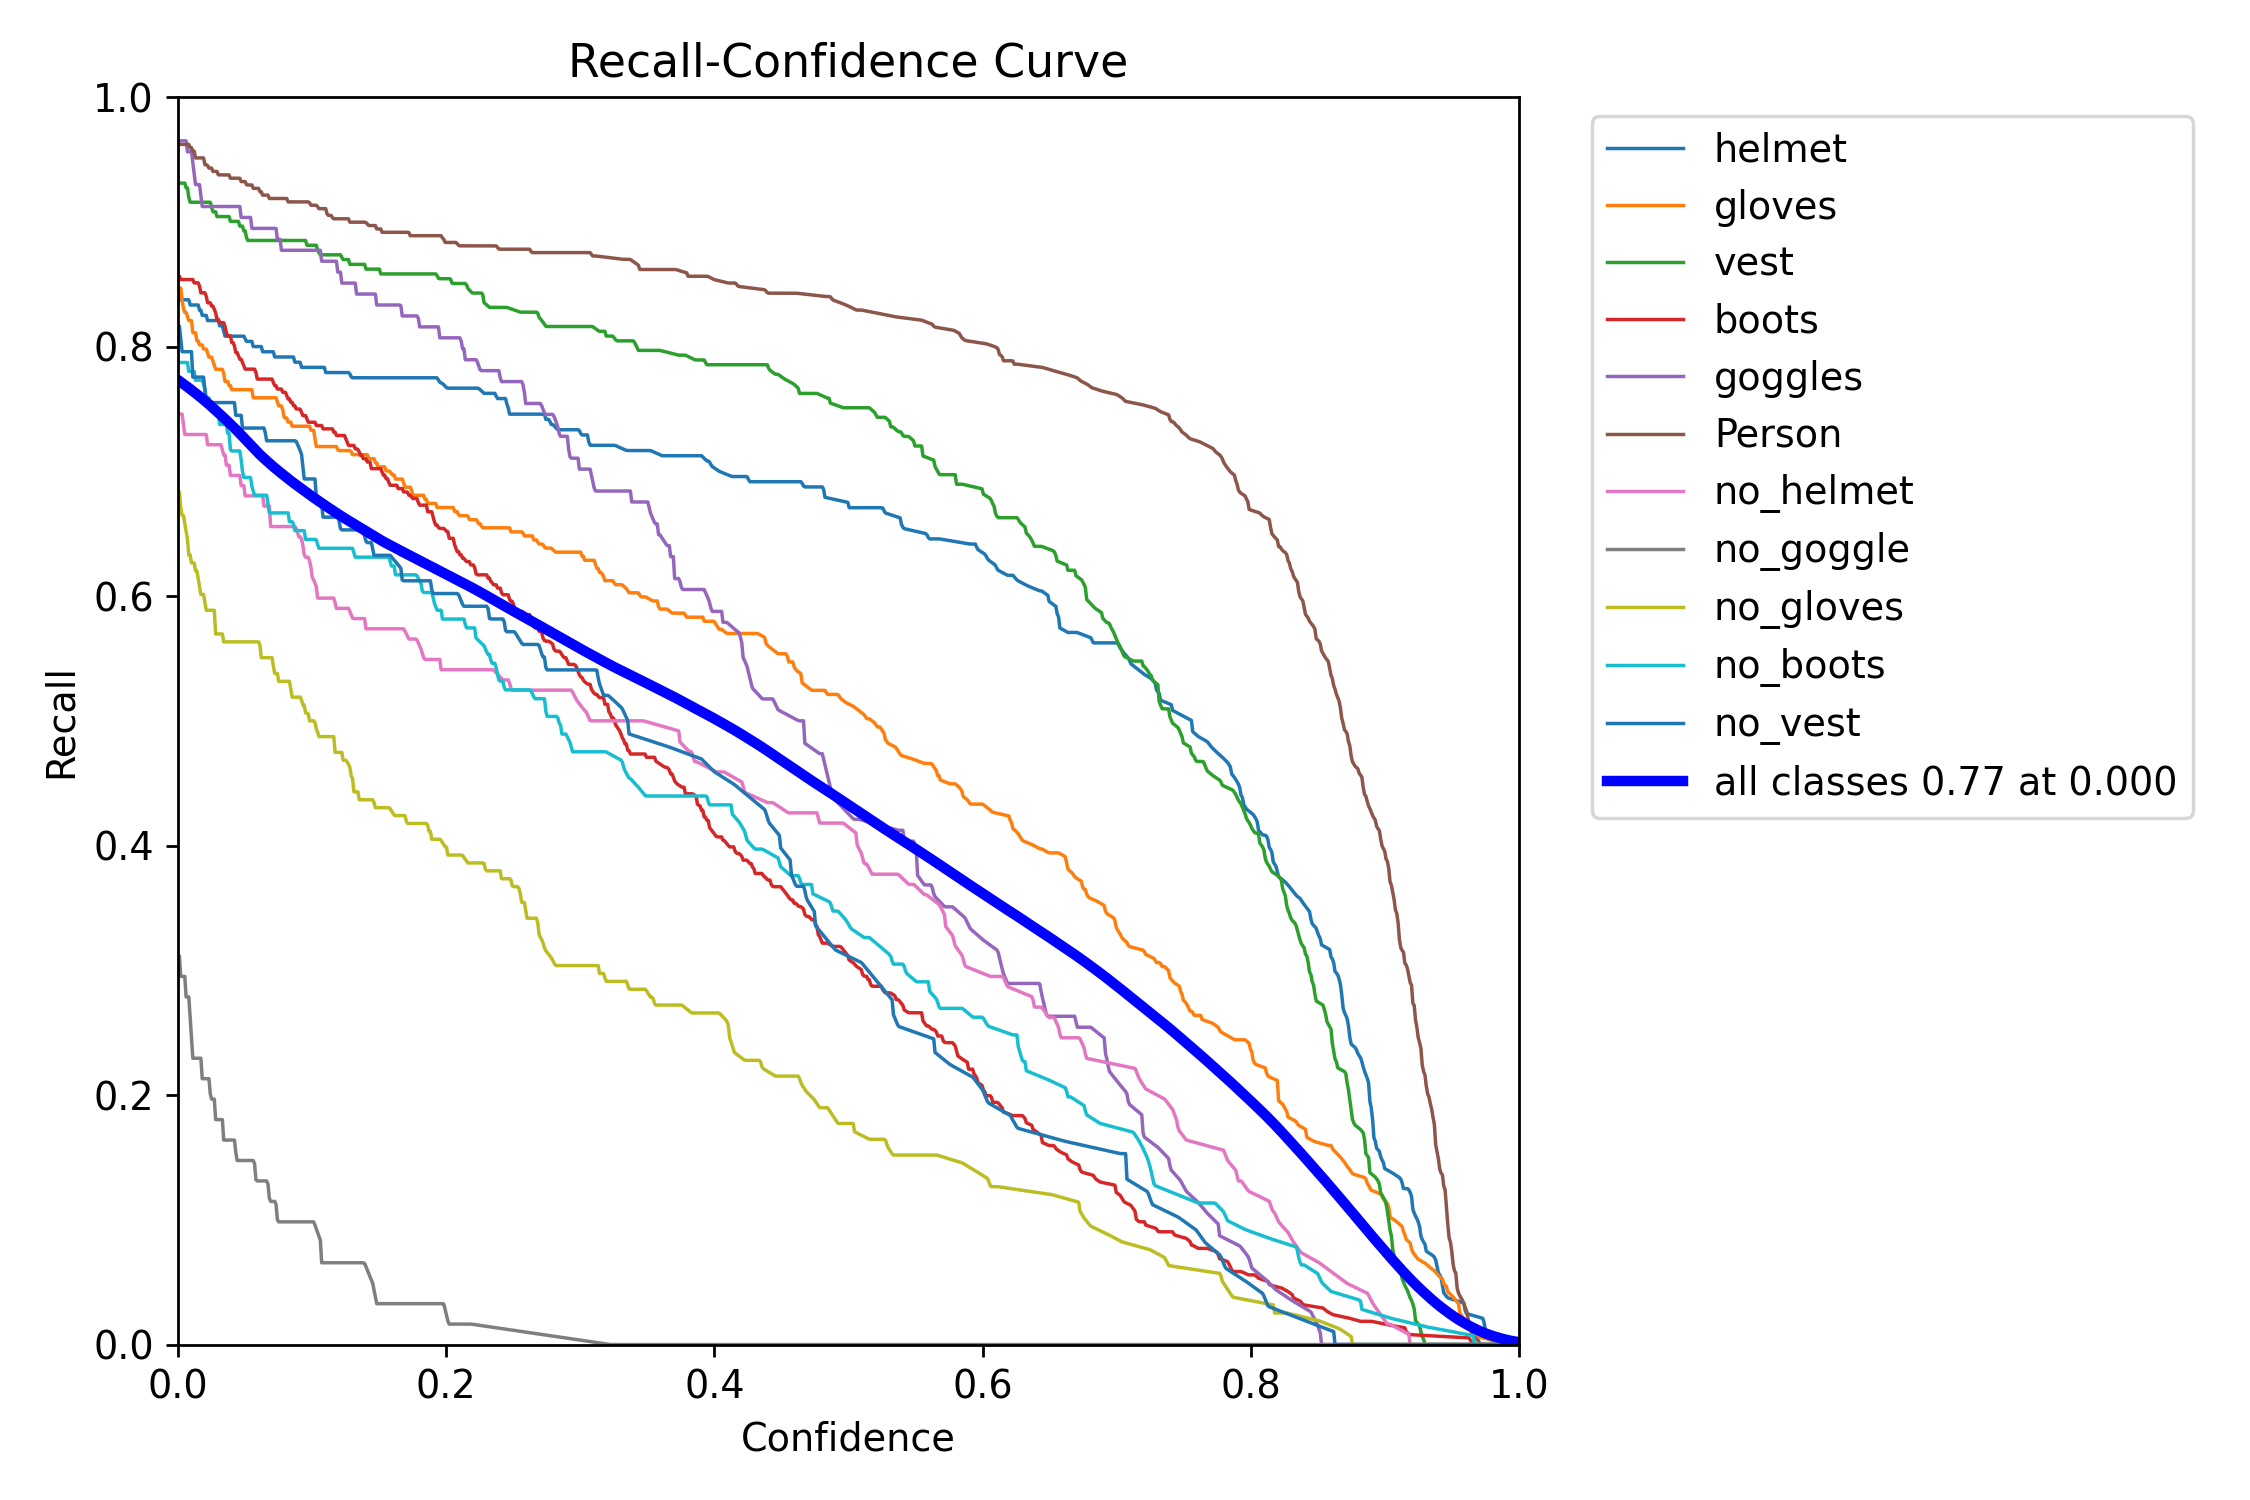 Recall-Confidence Curve
1.0
0.8
0.6
0.4
0.2
0.0
Recall
0.0 0.2 0.4 0.6 0.8 1.0
Confidence
helmet
gloves
vest
boots
goggles
Person
no_helmet
no_goggle
no_gloves
no_boots
no_vest
all classes 0.77 at 0.000